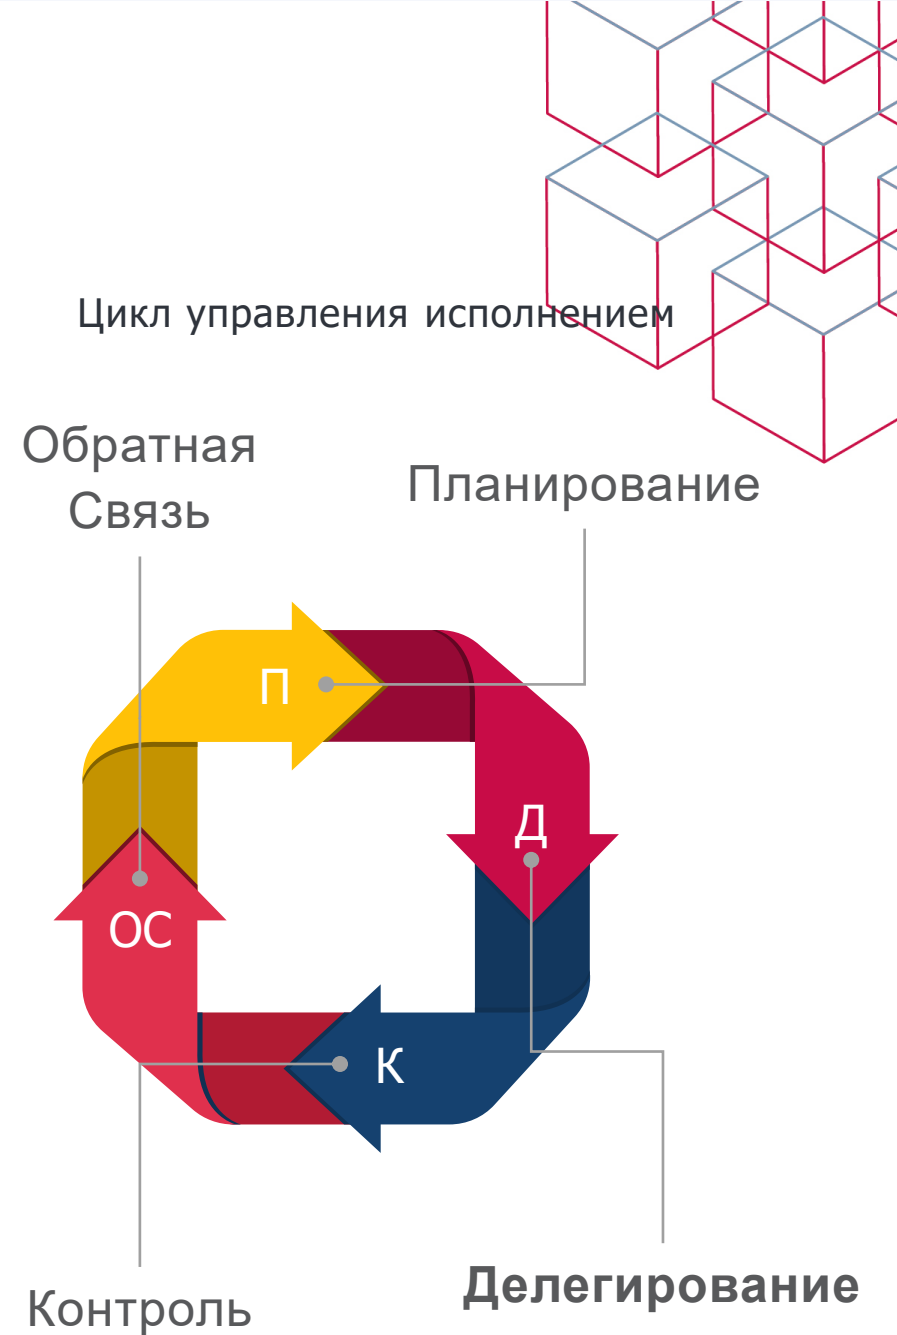 Цикл управления исполнением
Обратная
Связь
Планирование
П
Д
ОС
К
Делегирование
Контроль